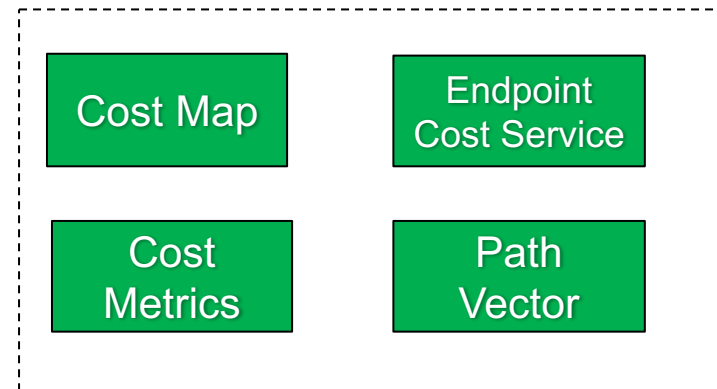 Cost Map
Endpoint
Cost Service
Cost
Metrics
Path
Vector